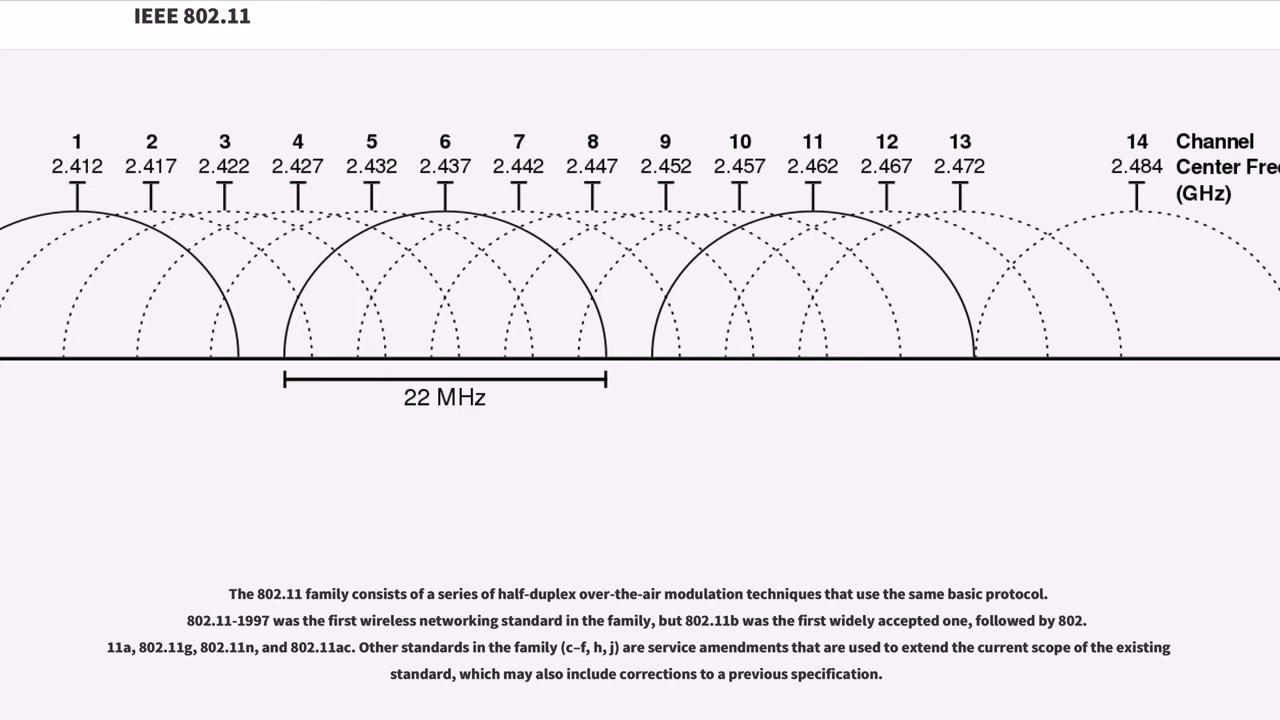 IEEE 802.11
1 2 3 4 5 6 7 8 9 10 11 12 13 14 Channel
2.412 2.417 2.422 2.427 2.432 2.437 2.442 2.447 2.452 2.457 2.462 2.467 2.472 2.484 Center Fre
(GHz)
22 MHz
The 802.11 family consists of a series of half-duplex over-the-air modulation techniques that use the same basic protocol.
802.11-1997 was the first wireless networking standard in the family, but 802.11b was the first widely accepted one, followed by 802.
11a, 802.11g, 802.11n, and 802.11ac. Other standards in the family (c–f, h, j) are service amendments that are used to extend the current scope of the existing
standard, which may also include corrections to a previous specification.